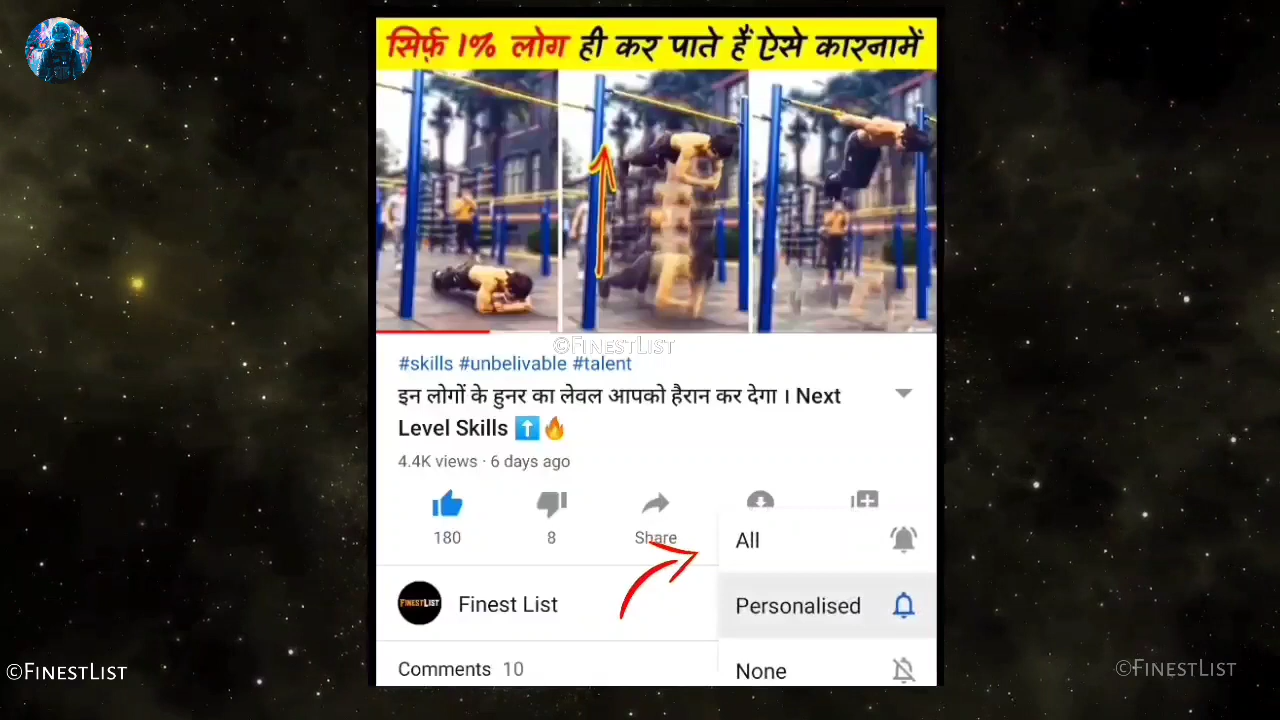 सिर्फ़ 1% लोग ही कर पाते हैं ऐसे कारनामें
©FINESTLIST
#skills #unbelivable #talent
इन लोगों के हुनर का लेवल आपको हैरान कर देगा । Next
Level Skills
4.4K views · 6 days ago
180 8 Share
All
FINESTLIST Finest List
Personalised
Comments 10
None
©FINESTLIST
©FINESTLIST